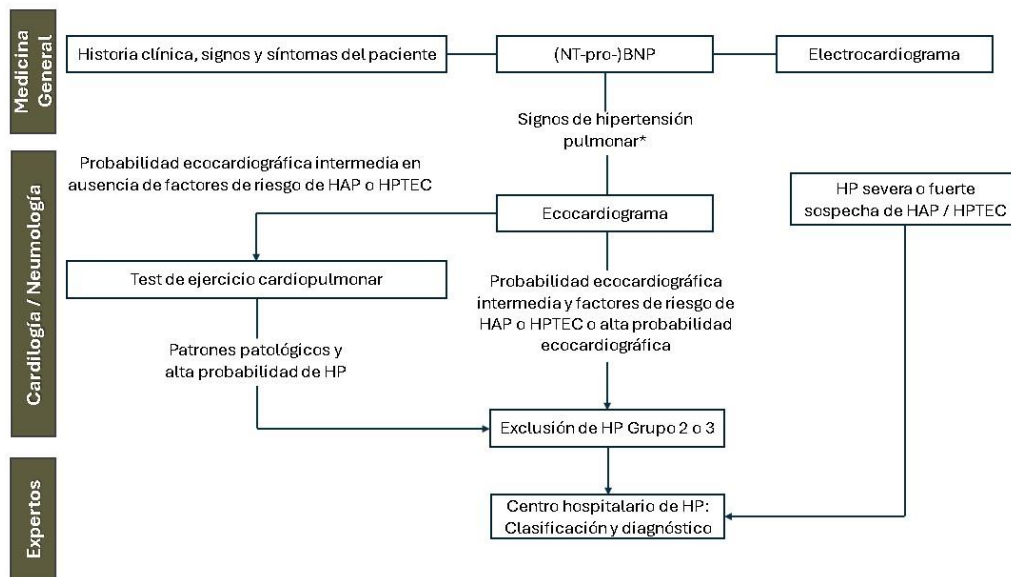 Medicina
General
Historia clínica, signos y síntomas del paciente
(NT-pro-)BNP
Electrocardiograma
Signos de hipertensión
pulmonar*
Cardilogía / Neumología
Probabilidad ecocardiográfica intermedia en
ausencia de factores de riesgo de HAP o HPTEC
HP severa o fuerte
sospecha de HAP / HPTEC
Ecocardiograma
Test de ejercicio cardiopulmonar
Probabilidad ecocardiográfica
intermedia y factores de riesgo de
HAP o HPTEC o alta probabilidad
ecocardiográfica
Patrones patológicos y
alta probabilidad de HP
Exclusión de HP Grupo 2 o 3
Expertos
Centro hospitalario de HP:
Clasificación y diagnóstico